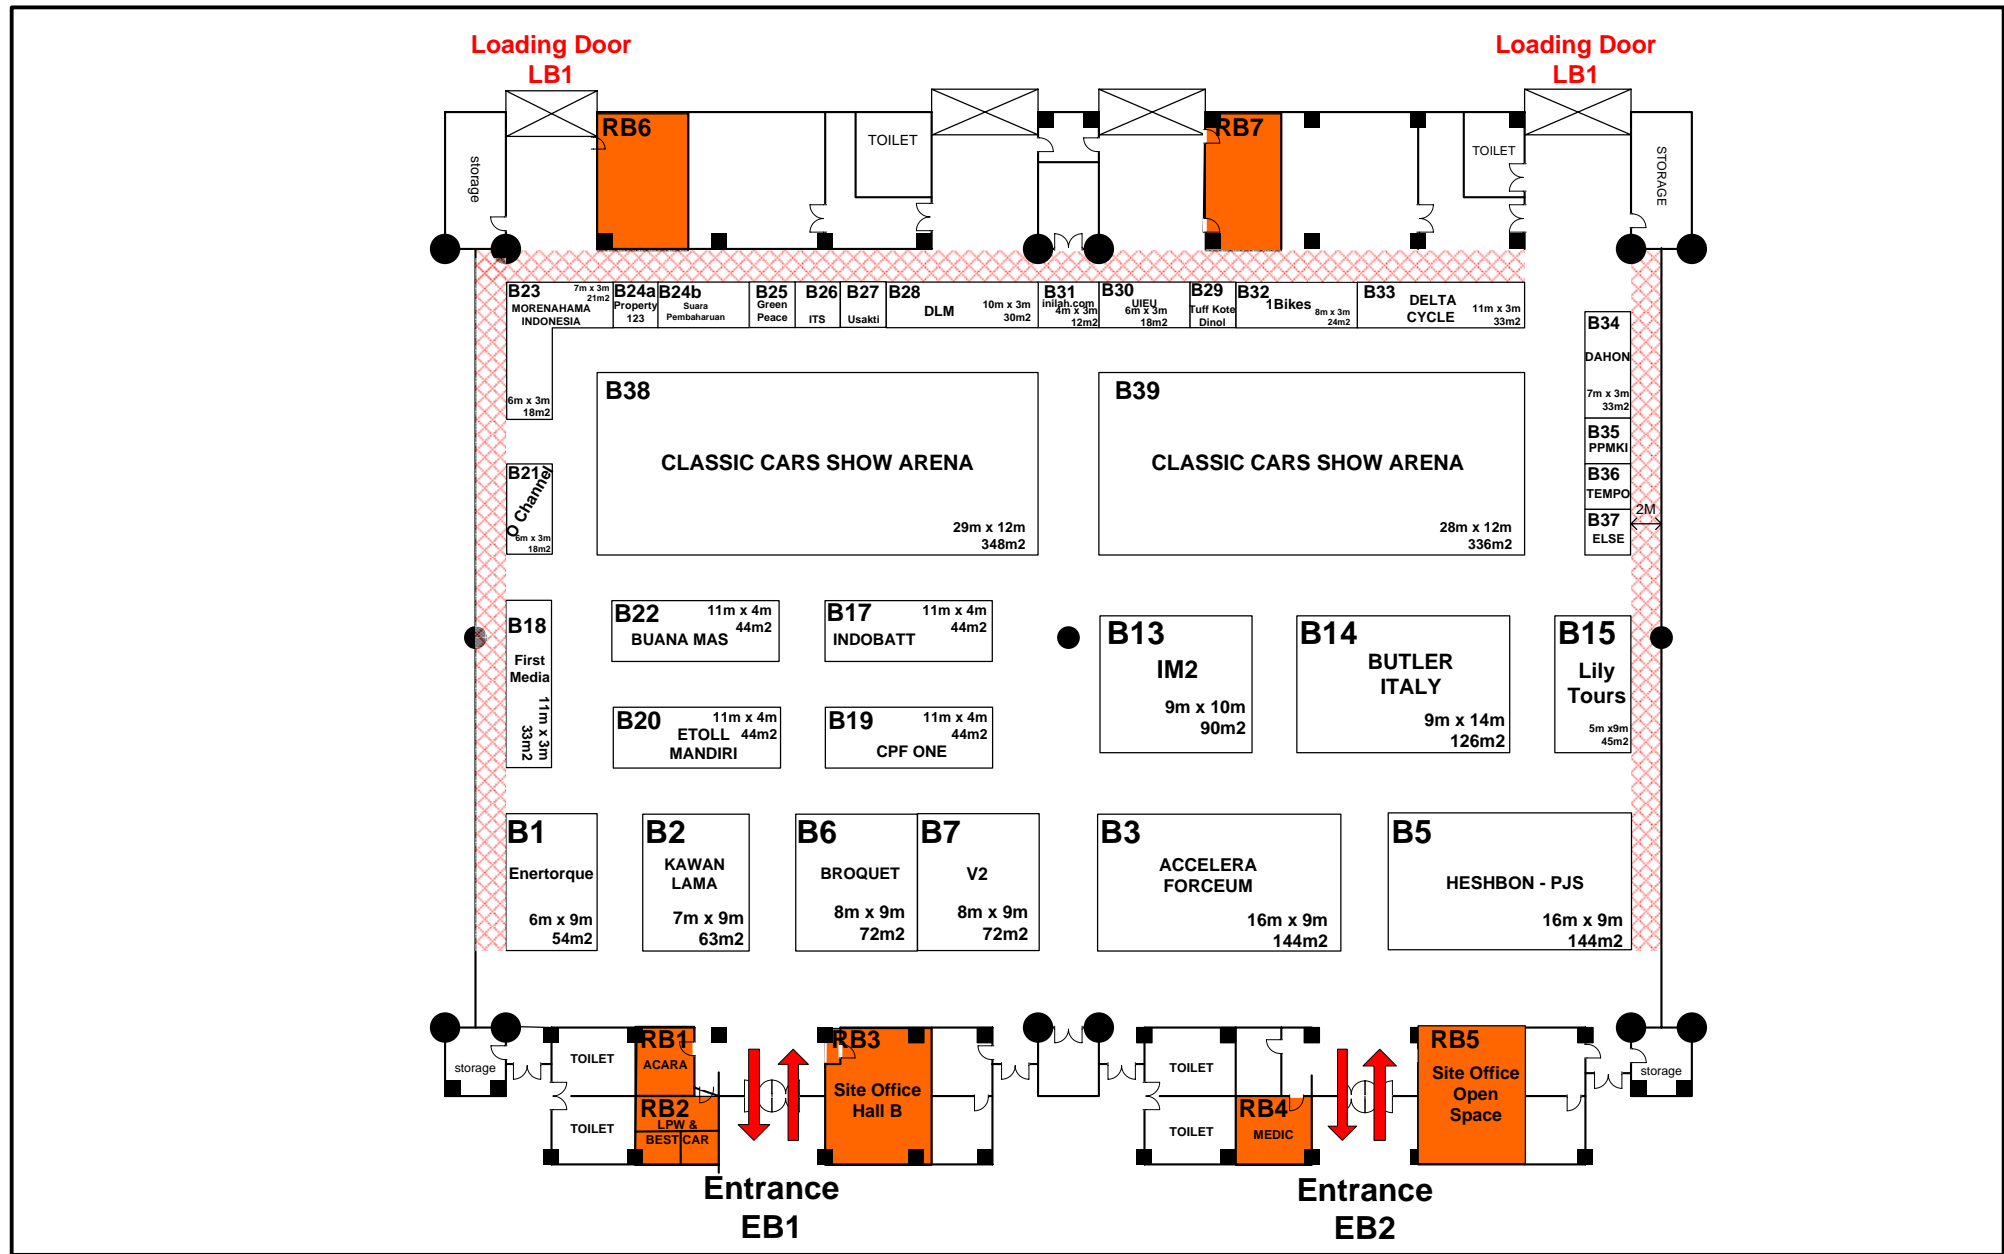 Loading Door
LB1
Loading Door
LB1
storage
RB6
TOILET
RB7
TOILET
STORAGE
B23
7m x 3m
21m2
MORENAHAMA
INDONESIA
6m x 3m
18m2
B24a
Property
123
B24b
Suara
Pembaharuan
B25
Green
Peace
B26
ITS
B27
Usakti
B28
DLM
10m x 3m
30m2
B31
inilah.com
4m x 3m
12m2
B30
UIEU
6m x 3m
18m2
B29
Tuff Kote
Dinol
B32
1Bikes
8m x 3m
24m2
B33
DELTA
CYCLE
11m x 3m
33m2
B34
DAHON
7m x 3m
33m2
B35
PPMKI
B36
TEMPO
B37
ELSE
2M
B38
CLASSIC CARS SHOW ARENA
29m x 12m
348m2
B39
CLASSIC CARS SHOW ARENA
28m x 12m
336m2
B21
O Channel
6m x 3m
18m2
B18
First
Media
11m x 3m
33m2
B22
11m x 4m
44m2
BUANA MAS
B17
11m x 4m
44m2
INDOBATT
B20
11m x 4m
44m2
ETOLL
MANDIRI
B19
11m x 4m
44m2
CPF ONE
B13
IM2
9m x 10m
90m2
B14
BUTLER
ITALY
9m x 14m
126m2
B15
Lily
Tours
5m x9m
45m2
B1
Enertorque
6m x 9m
54m2
B2
KAWAN
LAMA
7m x 9m
63m2
B6
BROQUET
8m x 9m
72m2
B7
V2
8m x 9m
72m2
B3
ACCELERA
FORCEUM
16m x 9m
144m2
B5
HESHBON - PJS
16m x 9m
144m2
storage
TOILET
TOILET
RB1
ACARA
RB2
LPW &
BEST CAR
RB3
Site Office
Hall B
TOILET
TOILET
RB4
MEDIC
RB5
Site Office
Open
Space
storage
Entrance
EB1
Entrance
EB2